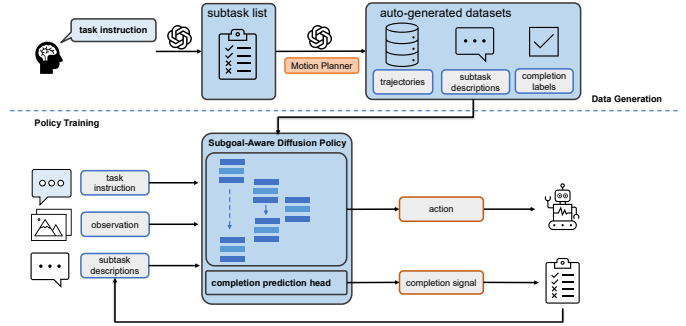 subtask list
auto-generated datasets
task instruction
Motion Planner
trajectories
subtask
descriptions
completion
labels
Data Generation
Policy Training
Subgoal-Aware Diffusion Policy
task
instruction
observation
subtask
descriptions
action
completion prediction head
completion signal